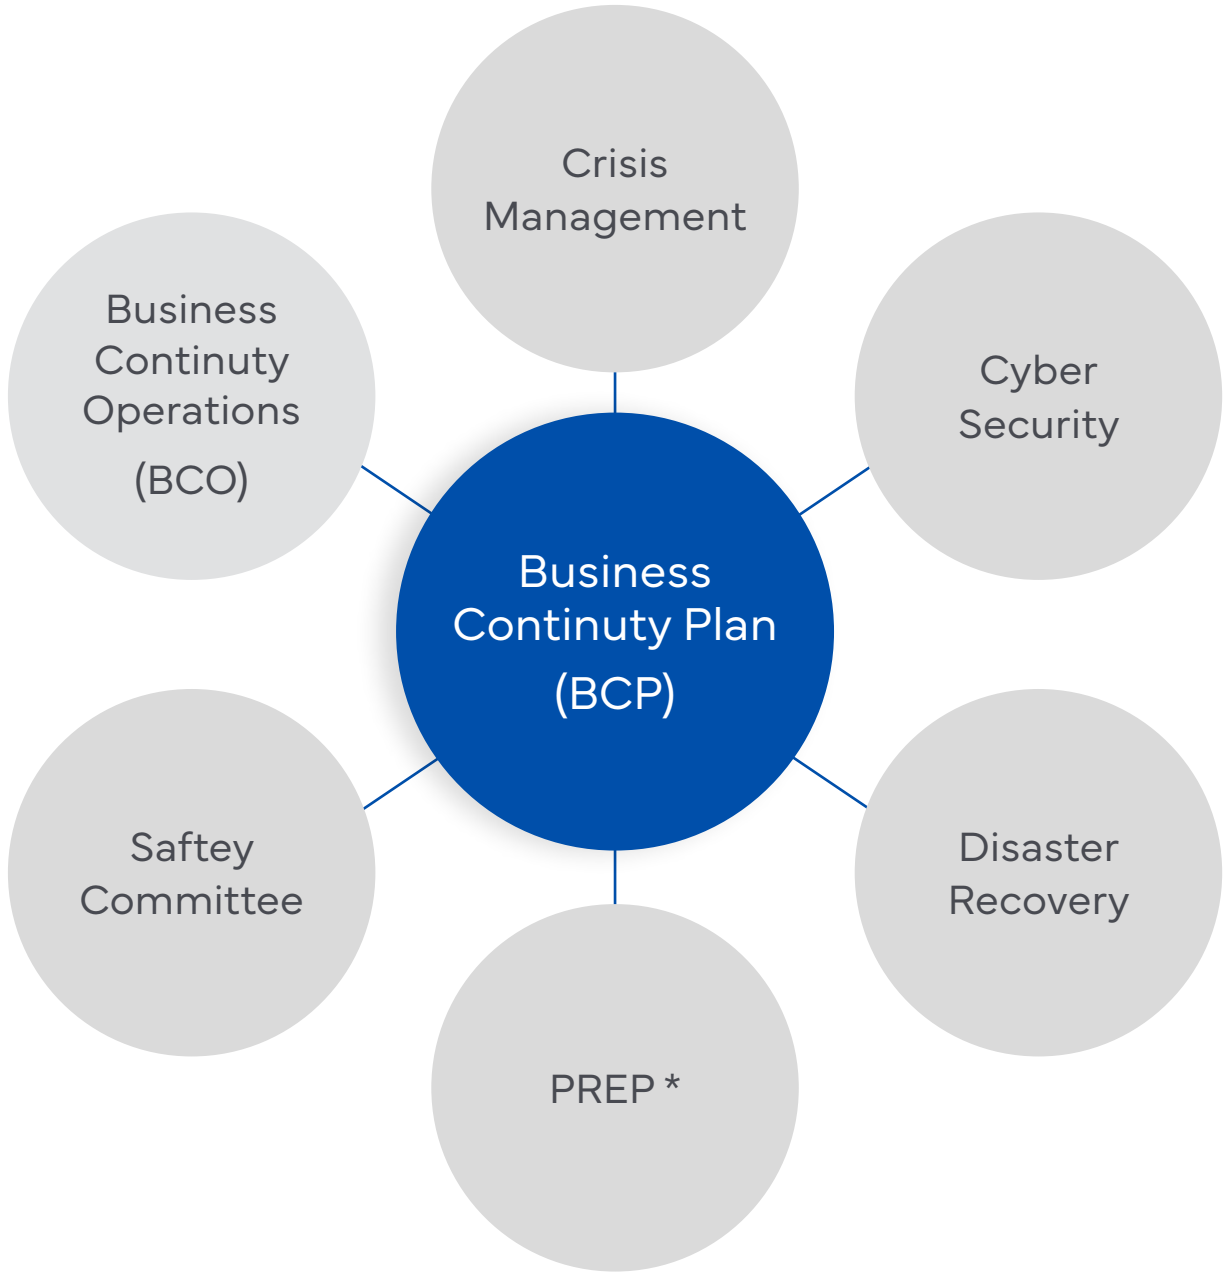 Crisis
Management
Business
Continuty
Operations
(BCO)
Cyber
Security
Business
Continuty Plan
(BCP)
Saftey
Committee
Disaster
Recovery
PREP *